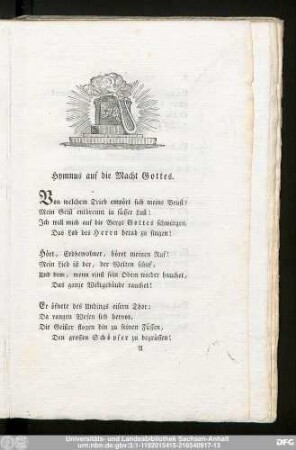 Hymnus auf die Macht Gottes.
Von welchem Trieb empört sich meine Brust!
Mein Geist entbrennt in süßer Lust!
Ich will mich auf die Berge Gottes schwingen,
Das Lob des Herrn herab zu singen!
Hört, Erdbewohner, höret meinen Ruf!
Mein Lied ist der, der Welten schuf,
Und dem, wenn einst sein Odem wieder hauchet,
Das ganze Weltgebäude rauchet!
Er öfnete des Undings eisern Thor:
Da rangen Wesen sich hervor.
Die Geister flogen hin zu seinen Füssen,
Den grossen Schöpfer zu begrüssen!
A
Universitäts- und Landesbibliothek Sachsen-Anhalt
urn:nbn:de:gbv:3:1-1192015415-216540917-13
DFG